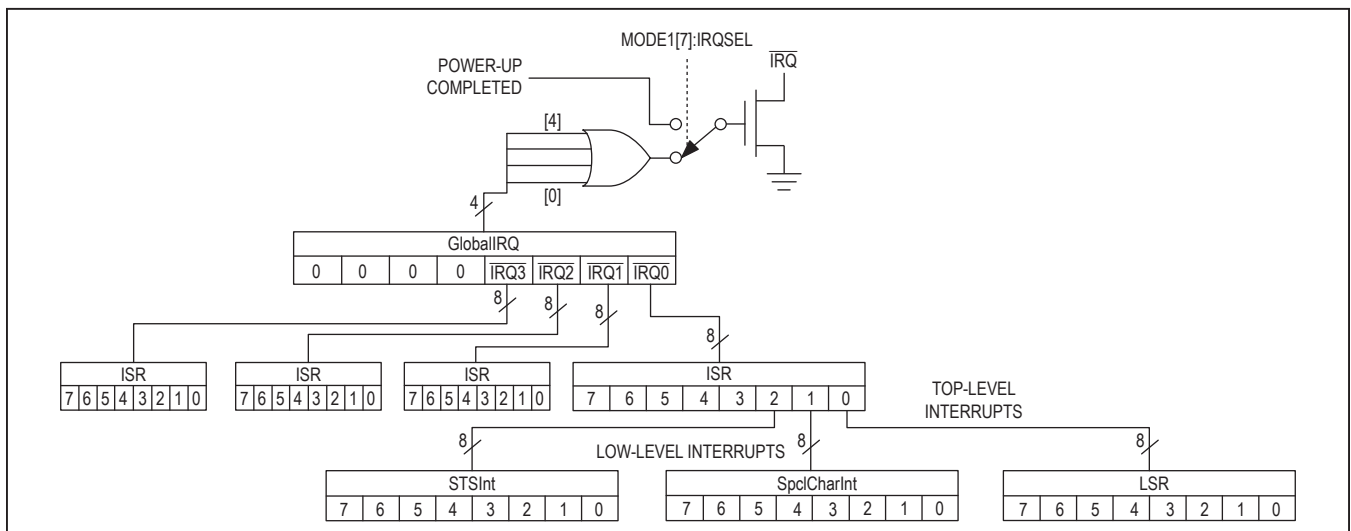 MODE1[7]:IRQSEL
POWER-UP
COMPLETED
IRQ
[4]
[0]
4
GlobalIRQ
0 0 0 0 IRQ3 IRQ2 IRQ1 IRQ0
8 8 8 8
ISR ISR ISR ISR
7 6 5 4 3 2 1 0 7 6 5 4 3 2 1 0 7 6 5 4 3 2 1 0 7 6 5 4 3 2 1 0
TOP-LEVEL
INTERRUPTS
8 LOW-LEVEL INTERRUPTS 8 8
STSInt SpclCharInt LSR
7 6 5 4 3 2 1 0 7 6 5 4 3 2 1 0 7 6 5 4 3 2 1 0